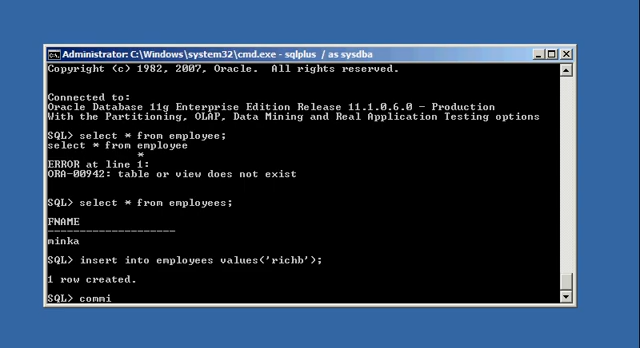 Administrator: C:\Windows\system32\cmd.exe - sqlplus / as sysdba
Copyright (c) 1982, 2007, Oracle.  All rights reserved.
Connected to:
Oracle Database 11g Enterprise Edition Release 11.1.0.6.0 - Production
With the Partitioning, OLAP, Data Mining and Real Application Testing options
SQL> select * from employee;
select * from employee
*
ERROR at line 1:
ORA-00942: table or view does not exist
SQL> select * from employees;
FNAME
--------------------
minka
SQL> insert into employees values('richb');
1 row created.
SQL> commi